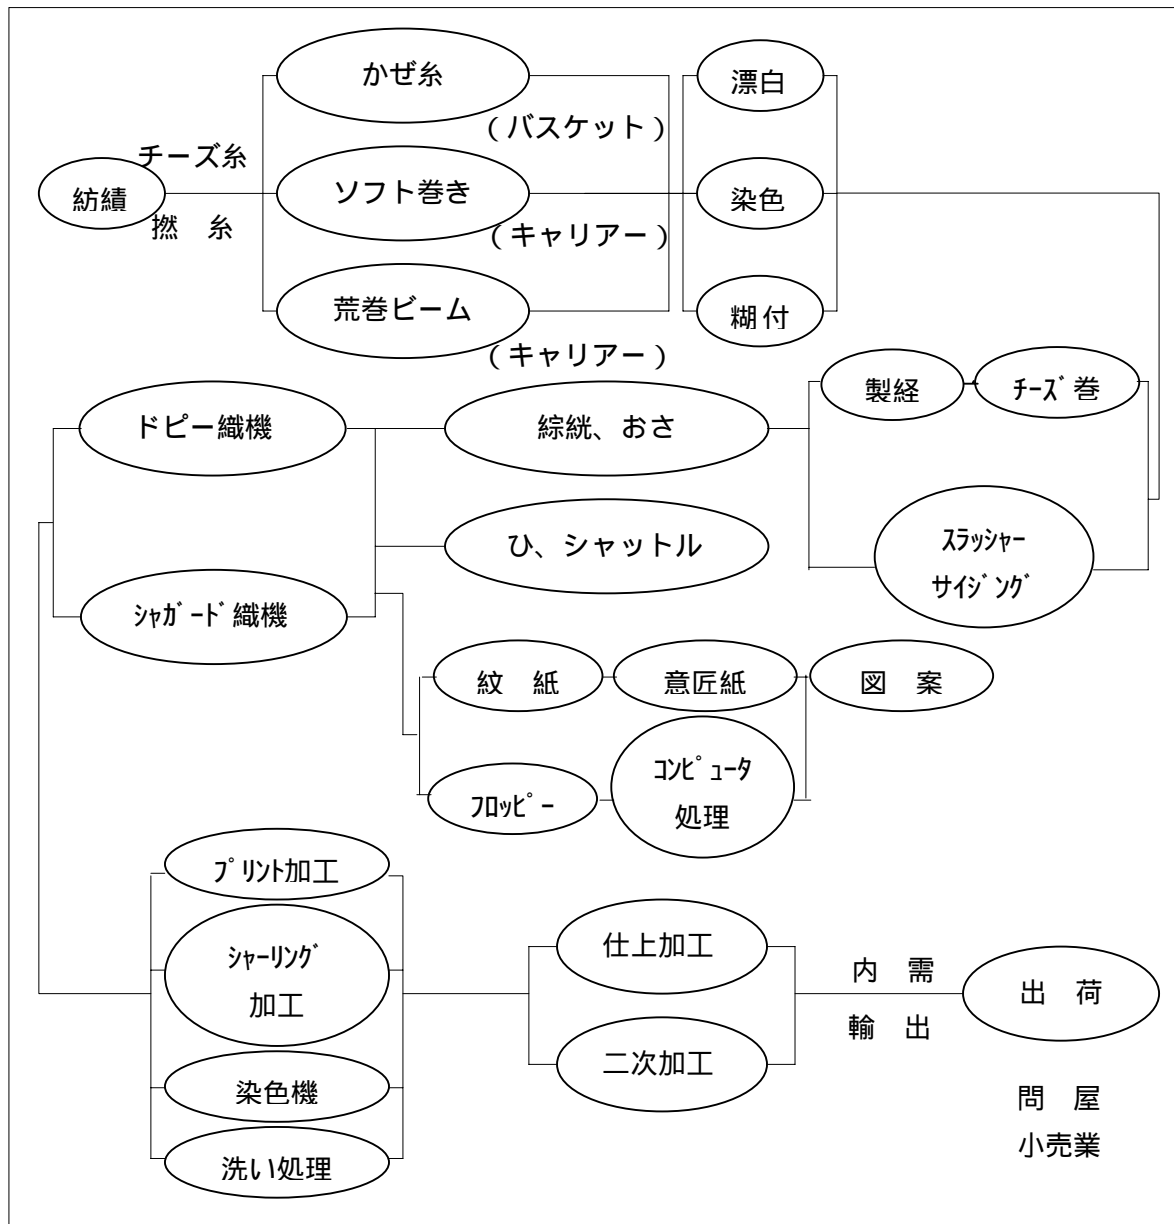 かぜ糸
漂白
(バスケット)
チーズ糸
紡績
ソフト巻き
染色
撚 糸
(キャリアー)
荒巻ビーム
糊付
(キャリアー)
製経
チーズ巻
ドピー織機
綜絖、おさ
ひ、シャットル
スラッシャー
サイジング
シャガード織機
紋 紙
意匠紙
図 案
フロッピー
コンピュータ
処理
プリント加工
シャーリング
加工
染色機
洗い処理
仕上加工
二次加工
内 需
輸 出
出 荷
問 屋
小売業